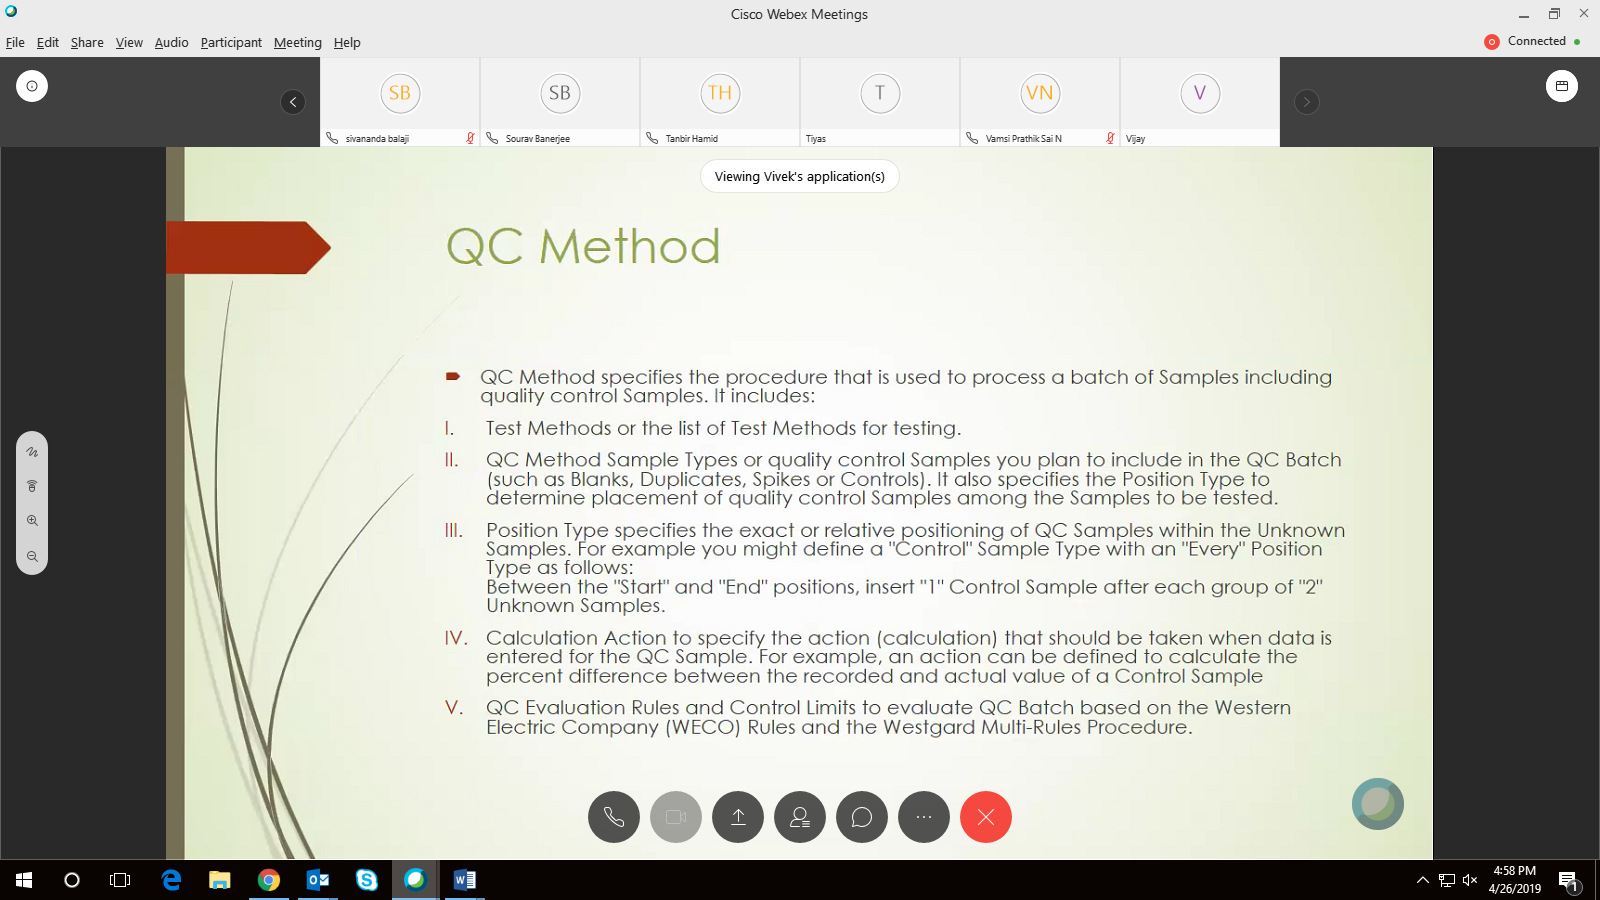 Cisco Webex Meetings
File Edit Share View Audio Participant Meeting Help
Connected
SB SB TH T VN V
sivananda balaji Sourav Banerjee Tanbir Hamid Tiyas Vamsi Prathik Sai N Vijay
Viewing Vivek's application(s)
QC Method
QC Method specifies the procedure that is used to process a batch of Samples including
quality control Samples. It includes:
I. Test Methods or the list of Test Methods for testing.
II. QC Method Sample Types or quality control Samples you plan to include in the QC Batch
(such as Blanks, Duplicates, Spikes or Controls). It also specifies the Position Type to
determine placement of quality control Samples among the Samples to be tested.
III. Position Type specifies the exact or relative positioning of QC Samples within the Unknown
Samples. For example you might define a "Control" Sample Type with an "Every" Position
Type as follows:
Between the "Start" and "End" positions, insert "1" Control Sample after each group of "2"
Unknown Samples.
IV. Calculation Action to specify the action (calculation) that should be taken when data is
entered for the QC Sample. For example, an action can be defined to calculate the
percent difference between the recorded and actual value of a Control Sample
V. QC Evaluation Rules and Control Limits to evaluate QC Batch based on the Western
Electric Company (WECO) Rules and the Westgard Multi-Rules Procedure.
4:58 PM
4/26/2019
1